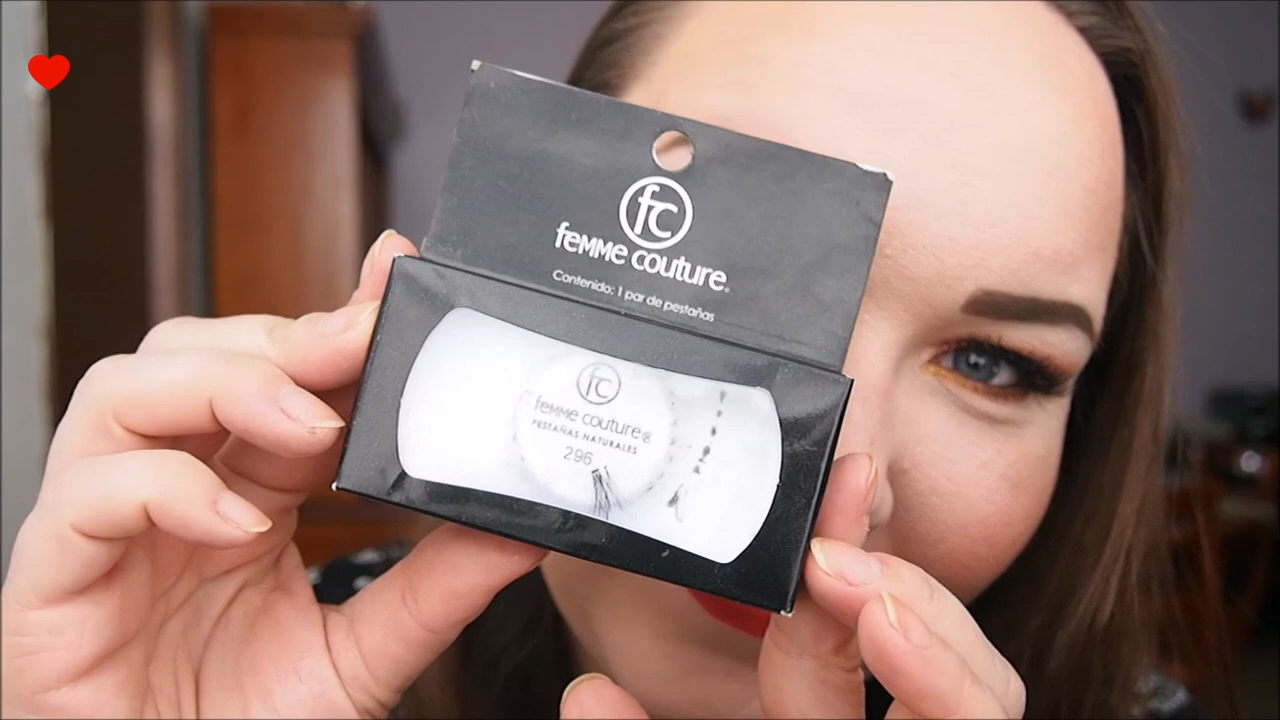 fc
femme couture®
Contenido: 1 par de pestañas
fc
femme couture®
PESTAÑAS NATURALES
296